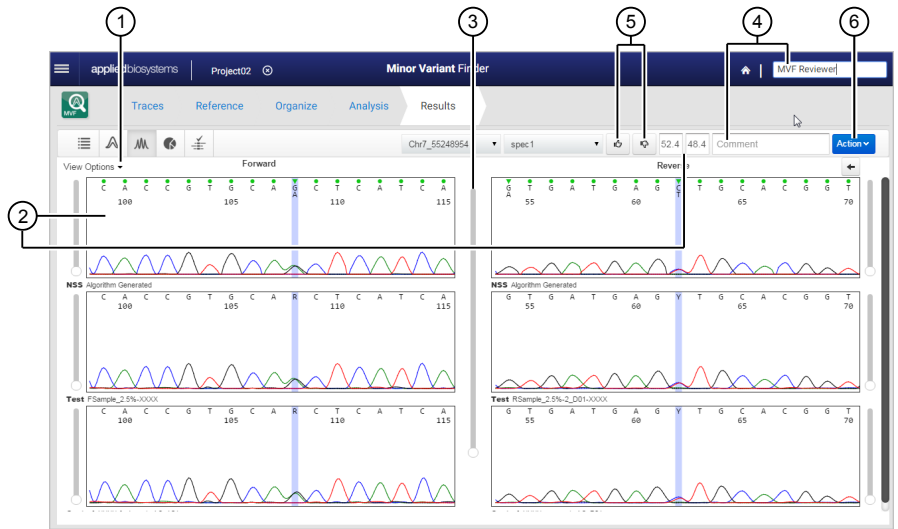 1 3 5 4 6
appliedbiosystems Project02 Minor Variant Finder MVF Reviewer
MVF Traces Reference Organize Analysis Results
Chr7_55248954 spec1 52.4 48.4 Comment Action
View Options Forward Reverse
2
C A C C G T G C A G C T C A T C A G T G A T G A G C T G C A C G G T
A A T
100 105 110 115 55 60 65 70
NSS Algorithm Generated NSS Algorithm Generated
C A C C G T G C A R C T C A T C A G T G A T G A G Y T G C A C G G T
100 105 110 115 55 60 65 70
Test FSample_2.5%-XXXX Test RSample_2.5%-2_D01-XXXX
C A C C G T G C A R C T C A T C A G T G A T G A G Y T G C A C G G T
100 105 110 115 55 60 65 70